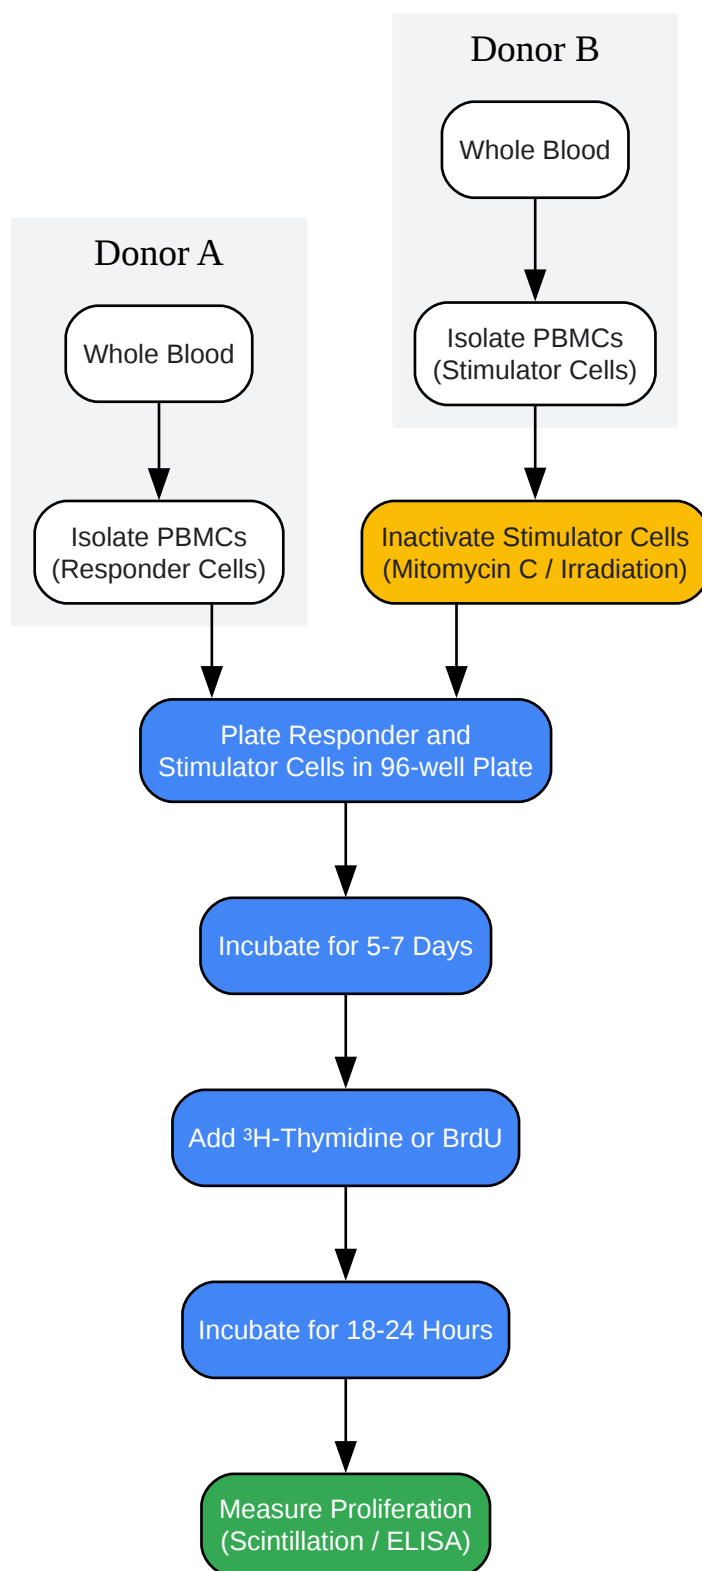 Donor B
Whole Blood
Isolate PBMCs
(Stimulator Cells)
Donor A
Whole Blood
Isolate PBMCs
(Responder Cells)
Inactivate Stimulator Cells
(Mitomycin C / Irradiation)
Plate Responder and
Stimulator Cells in 96-well Plate
Incubate for 5-7 Days
Add ³H-Thymidine or BrdU
Incubate for 18-24 Hours
Measure Proliferation
(Scintillation / ELISA)